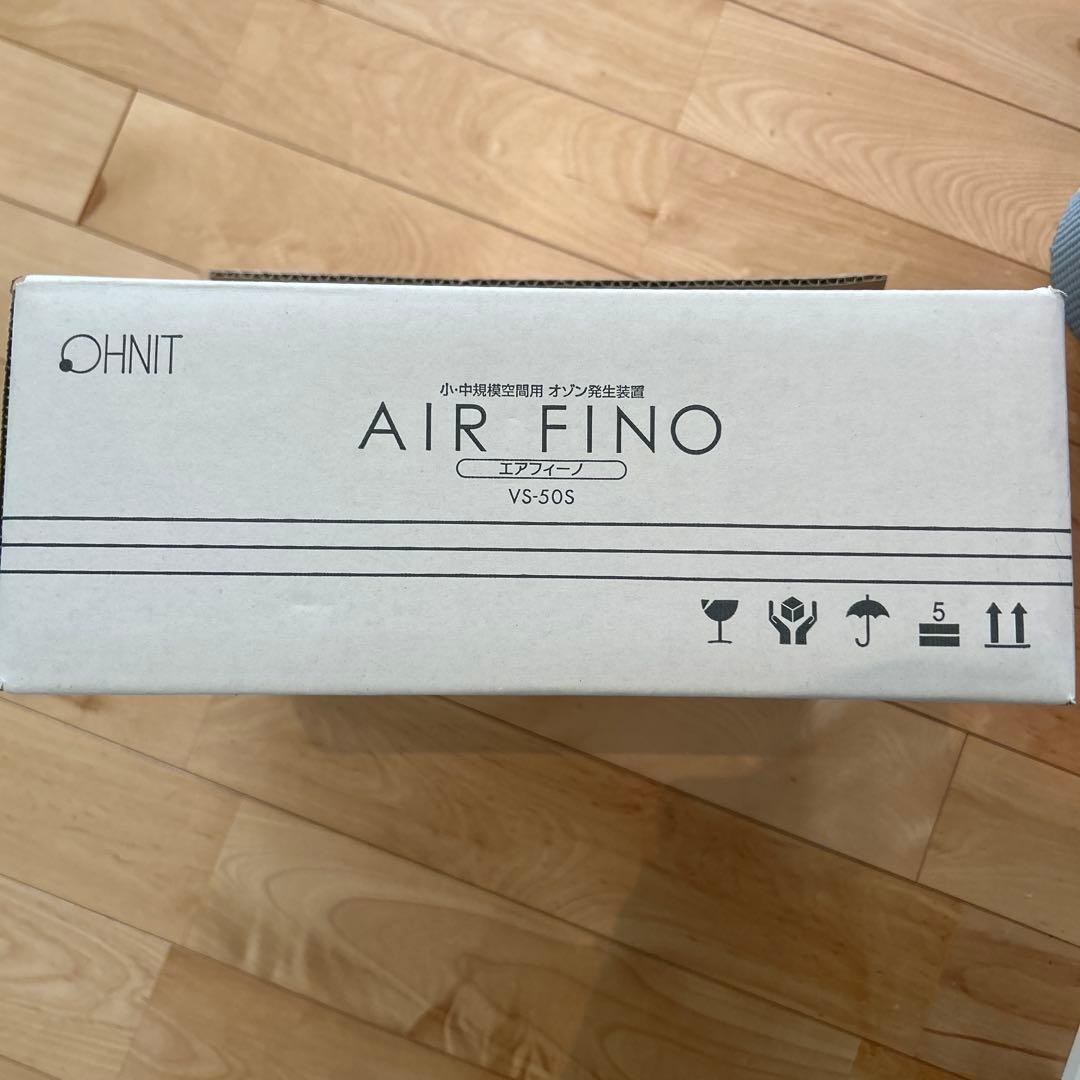 OHNIT
小・中規模空間用 オゾン発生装置
AIR FINO
エアフィーノ
VS-50S
5